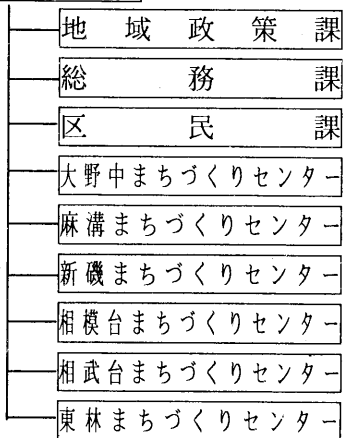 地域政策課
総務課
区民課
大野中まちづくりセンター
麻溝まちづくりセンター
新磯まちづくりセンター
相模台まちづくりセンター
相武台まちづくりセンター
東林まちづくりセンター